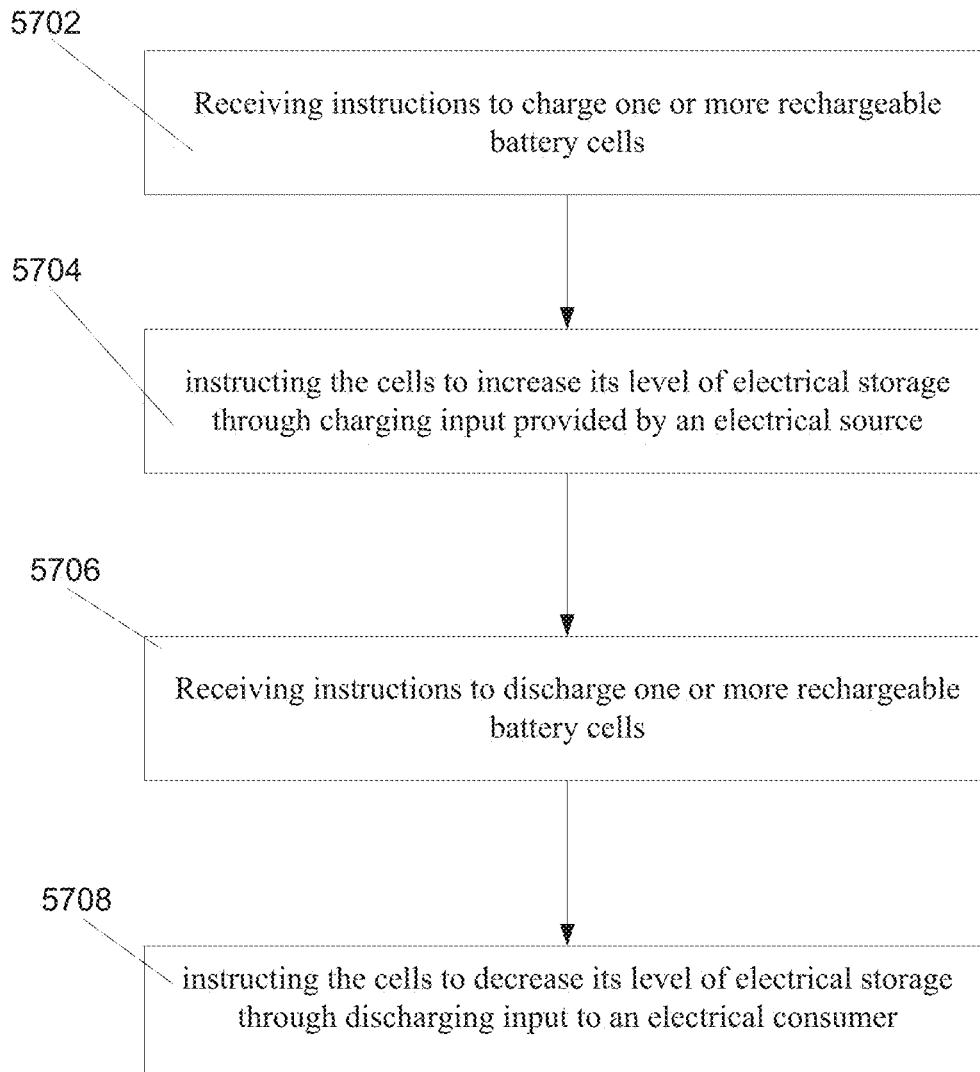 5702
Receiving instructions to charge one or more rechargeable
battery cells
5704
instructing the cells to increase its level of electrical storage
through charging input provided by an electrical source
5706
Receiving instructions to discharge one or more rechargeable
battery cells
5708
instructing the cells to decrease its level of electrical storage
through discharging input to an electrical consumer